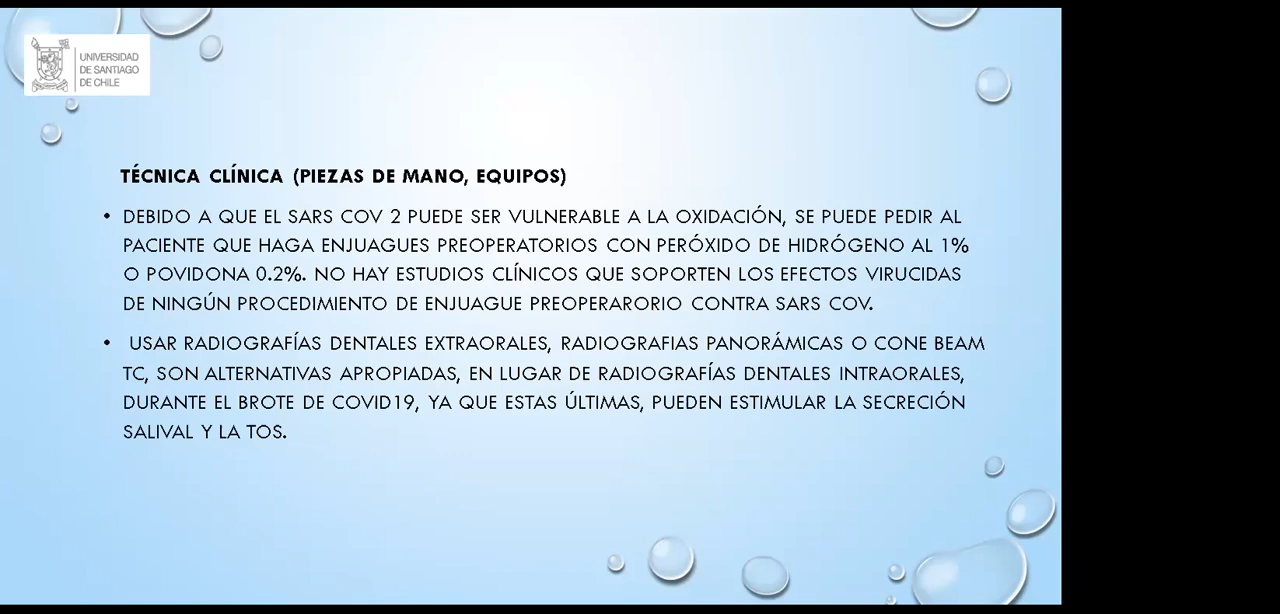 UNIVERSIDAD
DE SANTIAGO
DE CHILE
TÉCNICA CLÍNICA (PIEZAS DE MANO, EQUIPOS)
• DEBIDO A QUE EL SARS COV 2 PUEDE SER VULNERABLE A LA OXIDACIÓN, SE PUEDE PEDIR AL
PACIENTE QUE HAGA ENJUAGUES PREOPERATORIOS CON PERÓXIDO DE HIDRÓGENO AL 1%
O POVIDONA 0.2%. NO HAY ESTUDIOS CLÍNICOS QUE SOPORTEN LOS EFECTOS VIRUCIDAS
DE NINGÚN PROCEDIMIENTO DE ENJUAGUE PREOPERARORIO CONTRA SARS COV.
• USAR RADIOGRAFÍAS DENTALES EXTRAORALES, RADIOGRAFIAS PANORÁMICAS O CONE BEAM
TC, SON ALTERNATIVAS APROPIADAS, EN LUGAR DE RADIOGRAFÍAS DENTALES INTRAORALES,
DURANTE EL BROTE DE COVID19, YA QUE ESTAS ÚLTIMAS, PUEDEN ESTIMULAR LA SECRECIÓN
SALIVAL Y LA TOS.